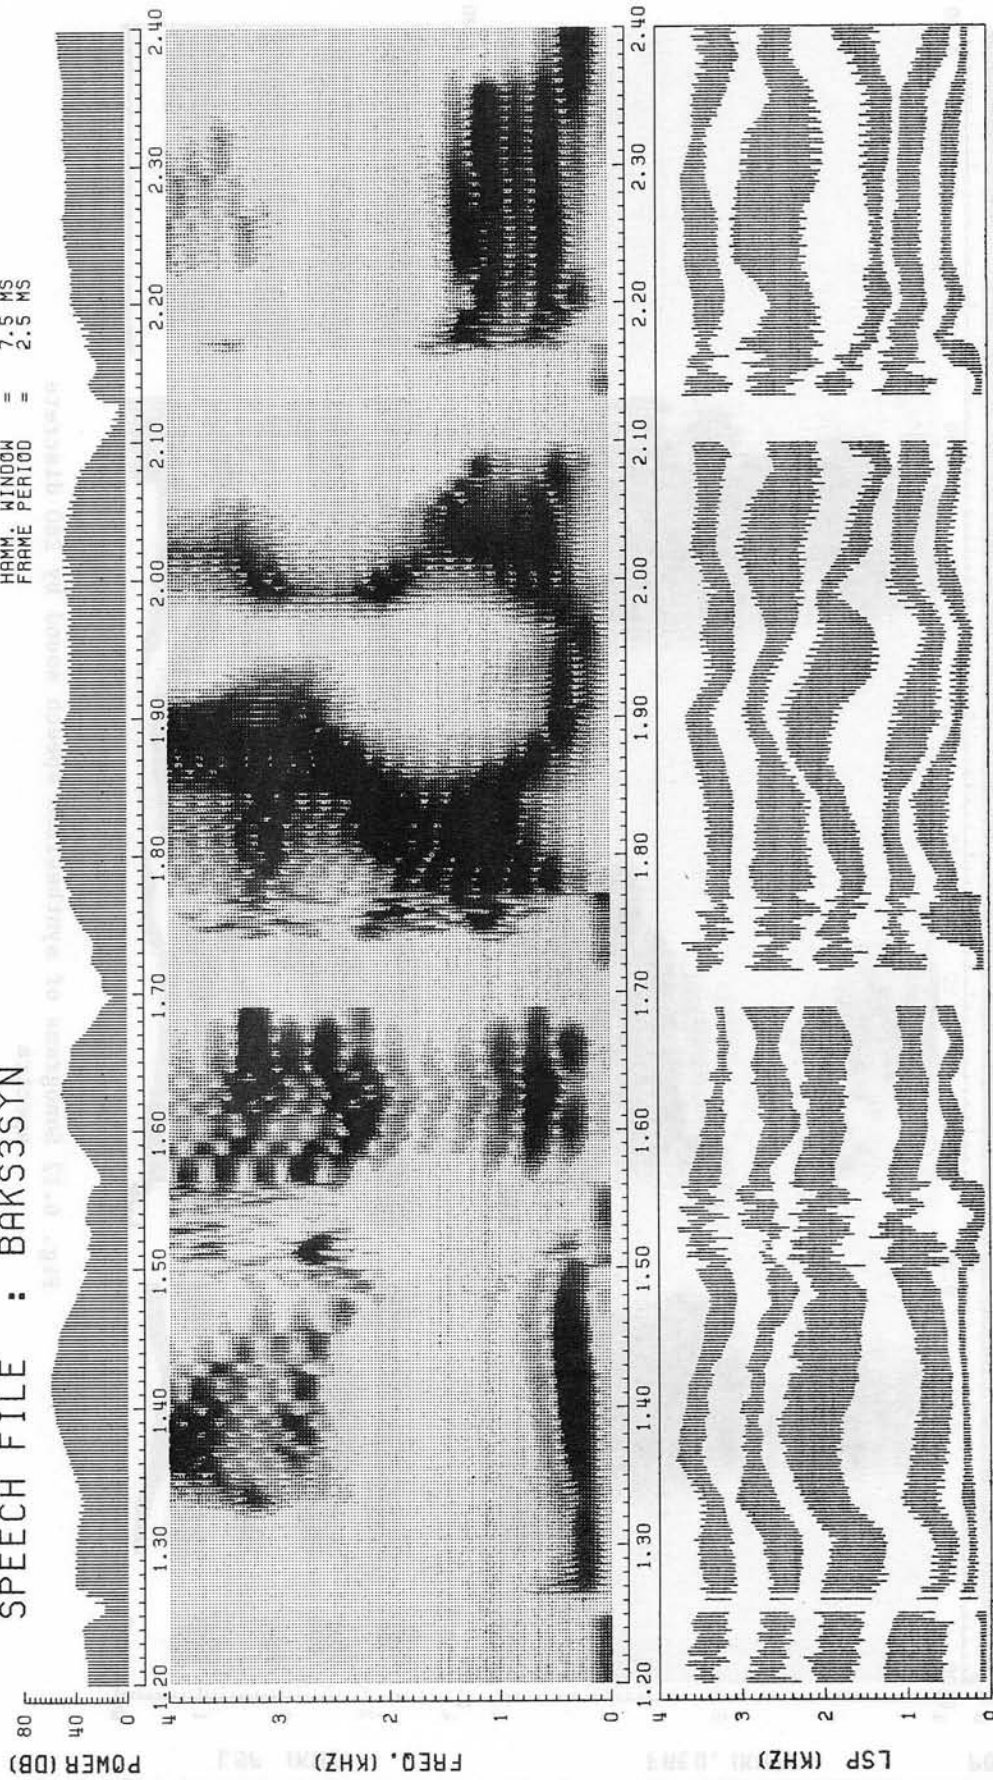 SPEECH FILE : BAKS3SYN
HAMM. WINDOW = 7.5 MS
FRAME PERIOD = 2.5 MS
POWER(DB)
80
40
0
1.20 1.30 1.40 1.50 1.60 1.70 1.80 1.90 2.00 2.10 2.20 2.30 2.40
FREQ. (KHZ)
4
3
2
1
0
1.20 1.30 1.40 1.50 1.60 1.70 1.80 1.90 2.00 2.10 2.20 2.30 2.40
LSP (KHZ)
4
3
2
1
0